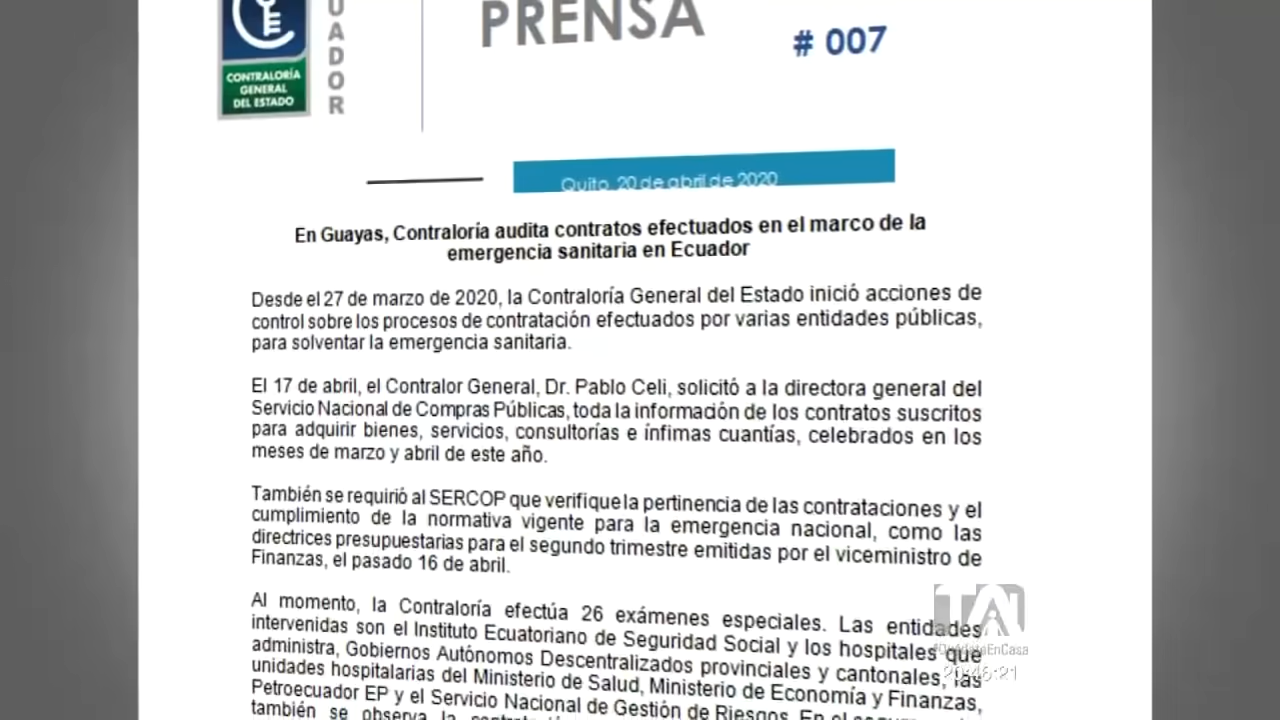 UADOR
PRENSA
# 007
CONTRALORÍA
GENERAL
DEL ESTADO
Quito, 20 de abril de 2020
En Guayas, Contraloría audita contratos efectuados en el marco de la
emergencia sanitaria en Ecuador
Desde el 27 de marzo de 2020, la Contraloría General del Estado inició acciones de
control sobre los procesos de contratación efectuados por varias entidades públicas,
para solventar la emergencia sanitaria.
El 17 de abril, el Contralor General, Dr. Pablo Celi, solicitó a la directora general del
Servicio Nacional de Compras Públicas, toda la información de los contratos suscritos
para adquirir bienes, servicios, consultorías e ínfimas cuantías, celebrados en los
meses de marzo y abril de este año.
También se requirió al SERCOP que verifique la pertinencia de las contrataciones y el
cumplimiento de la normativa vigente para la emergencia nacional, como las
directrices presupuestarias para el segundo trimestre emitidas por el viceministro de
Finanzas, el pasado 16 de abril.
Al momento, la Contraloría efectúa 26 exámenes especiales. Las entidades
intervenidas son el Instituto Ecuatoriano de Seguridad Social y los hospitales que
administra, Gobiernos Autónomos Descentralizados provinciales y cantonales, las
unidades hospitalarias del Ministerio de Salud, Ministerio de Economía y Finanzas,
Petroecuador EP y el Servicio Nacional de Gestión de Riesgos. En el
también se observa la
TAN
#QuédateEnCasa
20:46:21